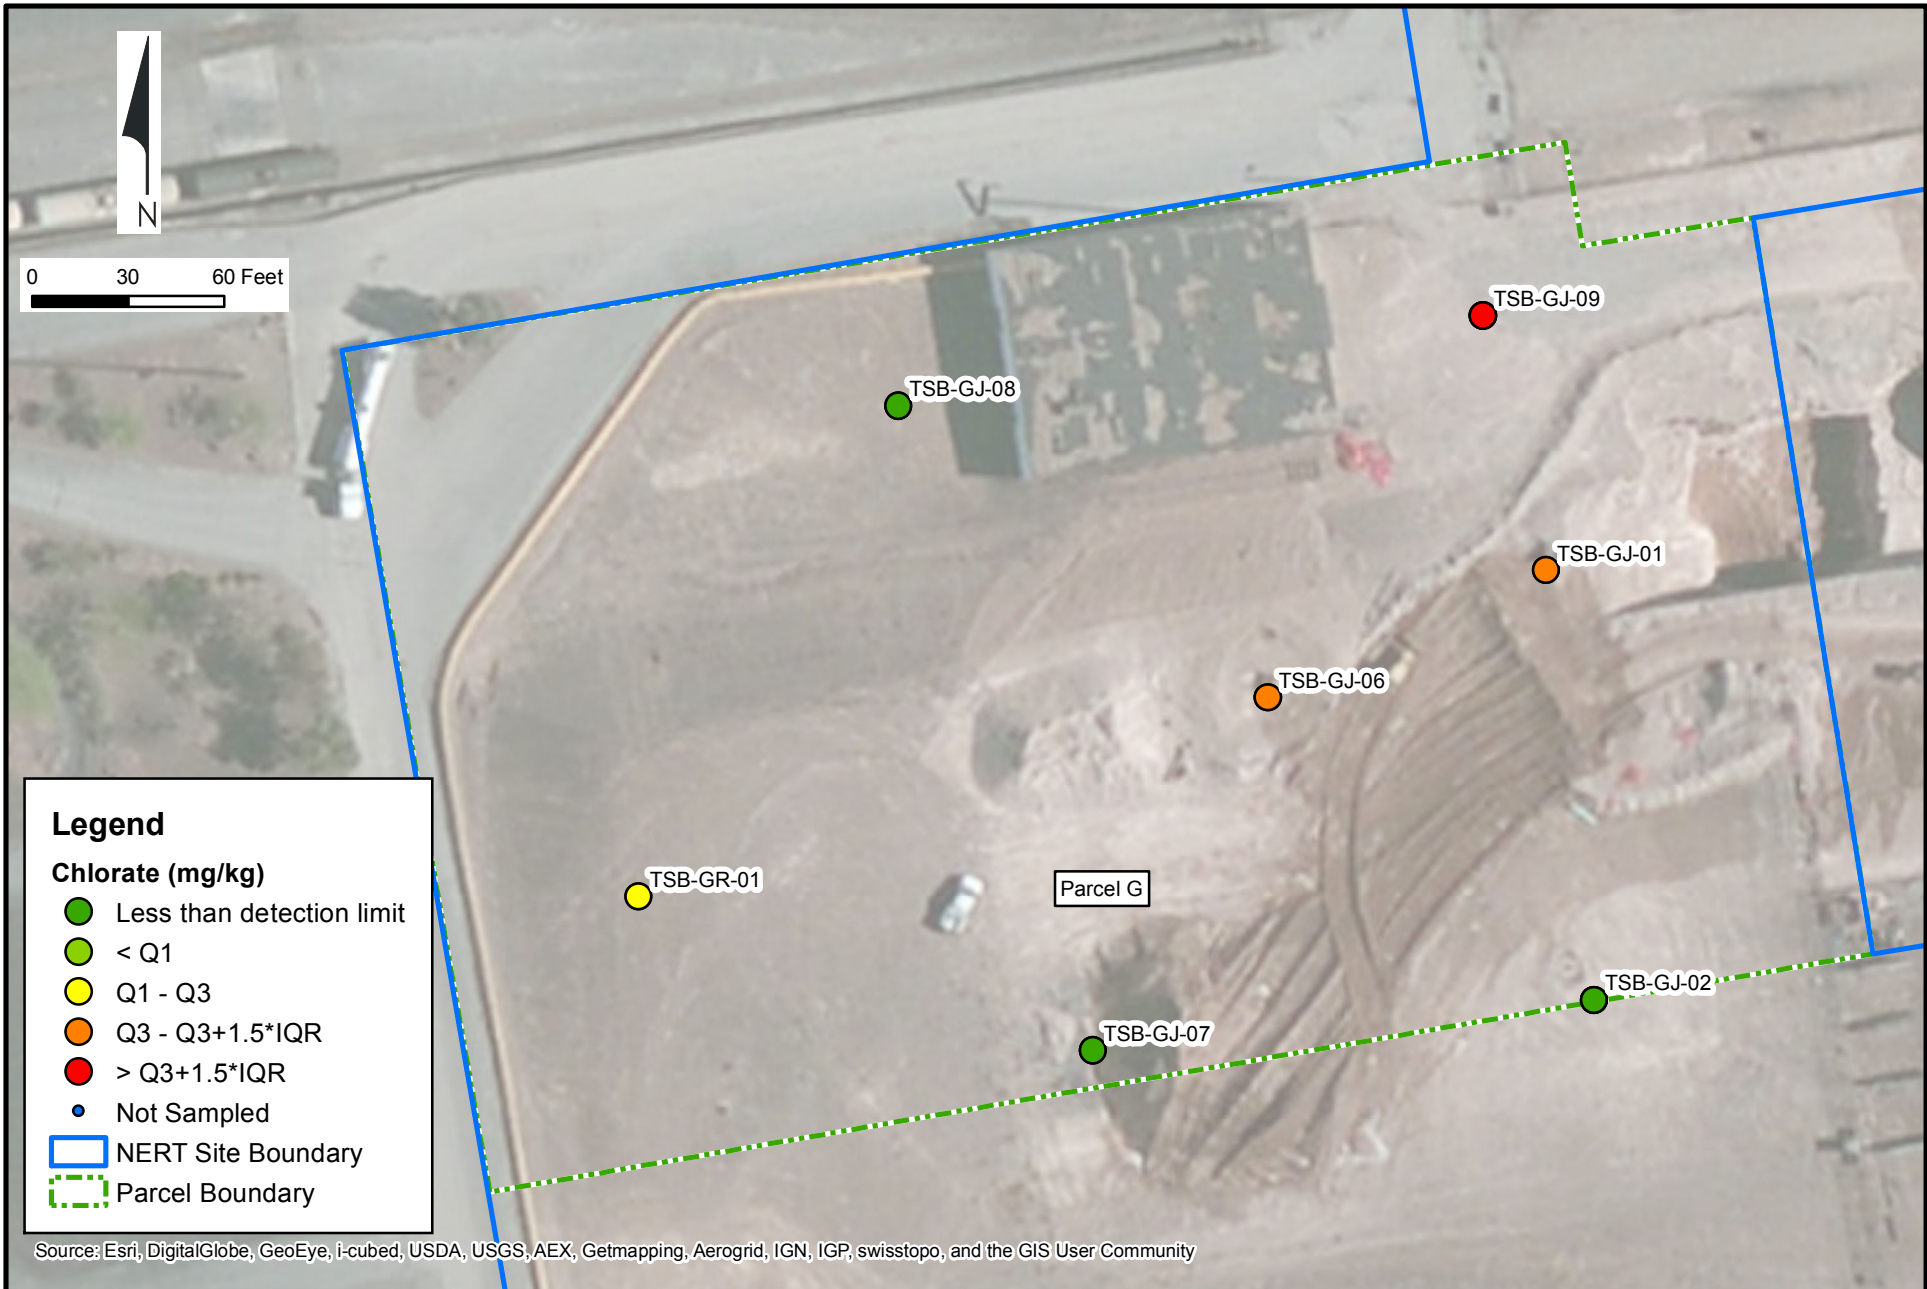 N
0 30 60 Feet
TSB-GJ-09
TSB-GJ-08
TSB-GJ-01
TSB-GJ-06
TSB-GR-01
Parcel G
TSB-GJ-02
TSB-GJ-07
Legend
Chlorate (mg/kg)
Less than detection limit
< Q1
Q1 - Q3
Q3 - Q3+1.5*IQR
> Q3+1.5*IQR
Not Sampled
NERT Site Boundary
Parcel Boundary
Source: Esri, DigitalGlobe, GeoEye, i-cubed, USDA, USGS, AEX, Getmapping, Aerogrid, IGN, IGP, swisstopo, and the GIS User Community